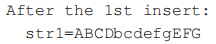 After the 1st insert:
str1=ABCDbcdefgEFG